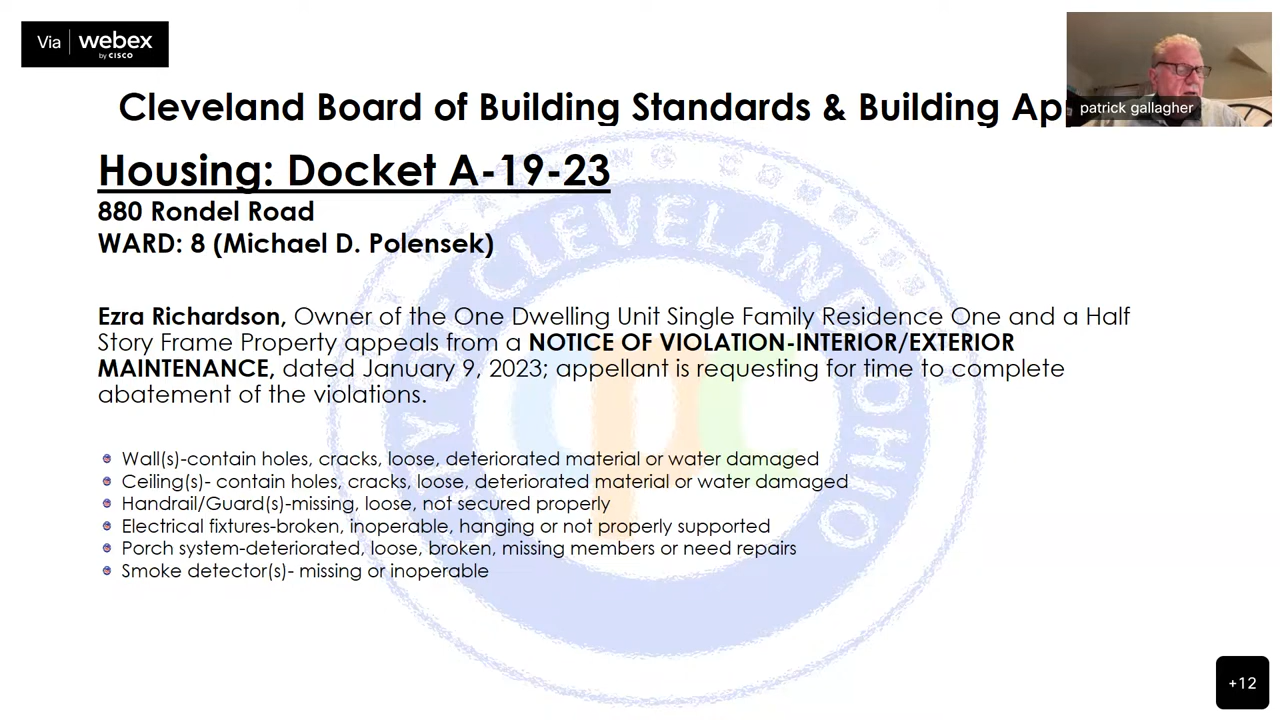 Via webex
by CISCO
patrick gallagher
Cleveland Board of Building Standards & Building Ap
Housing: Docket A-19-23
880 Rondel Road
WARD: 8 (Michael D. Polensek)
Ezra Richardson, Owner of the One Dwelling Unit Single Family Residence One and a Half
Story Frame Property appeals from a NOTICE OF VIOLATION-INTERIOR/EXTERIOR
MAINTENANCE, dated January 9, 2023; appellant is requesting for time to complete
abatement of the violations.
Wall(s)-contain holes, cracks, loose, deteriorated material or water damaged
Ceiling(s)- contain holes, cracks, loose, deteriorated material or water damaged
Handrail/Guard(s)-missing, loose, not secured properly
Electrical fixtures-broken, inoperable, hanging or not properly supported
Porch system-deteriorated, loose, broken, missing members or need repairs
Smoke detector(s)- missing or inoperable
CITY OF CLEVELAND OHIO
+12